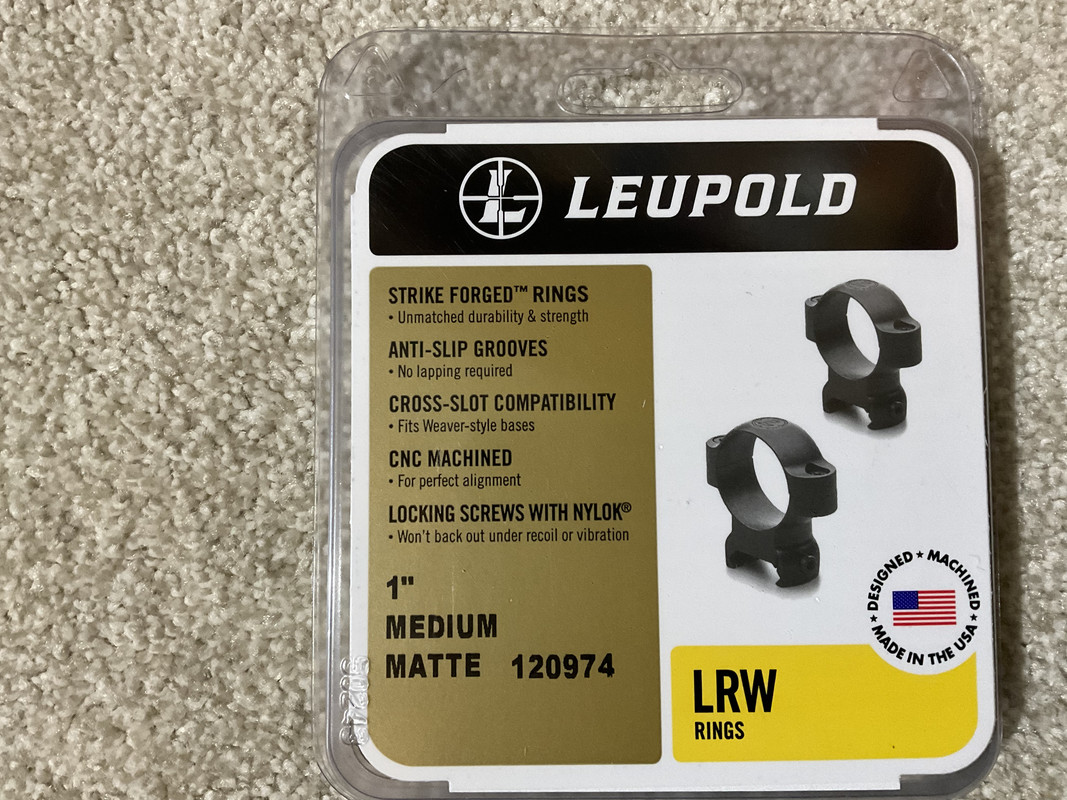 LEUPOLD
STRIKE FORGED™ RINGS
• Unmatched durability & strength
ANTI-SLIP GROOVES
• No lapping required
CROSS-SLOT COMPATIBILITY
• Fits Weaver-style bases
CNC MACHINED
• For perfect alignment
LOCKING SCREWS WITH NYLOK®
• Won't back out under recoil or vibration
1"
MEDIUM
MATTE 120974
DESIGNED ★ MACHINED
★ MADE IN THE USA ★
LRW
RINGS